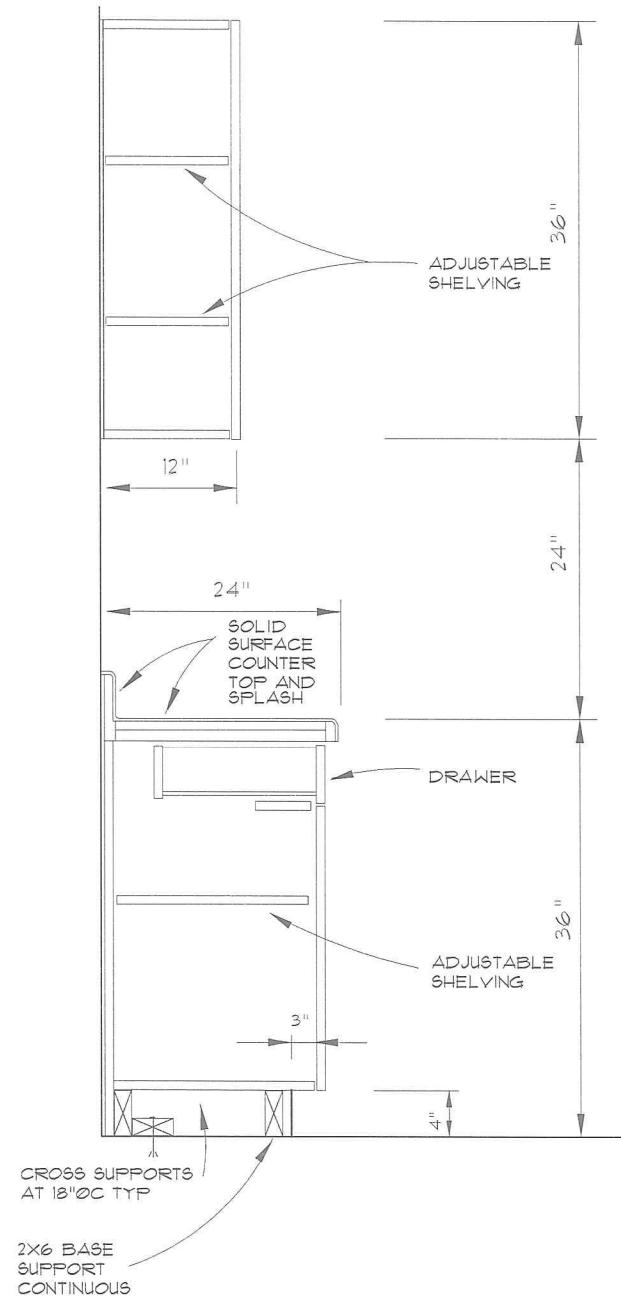 36"
ADJUSTABLE
SHELVING
12"
24"
24"
SOLID
SURFACE
COUNTER
TOP AND
SPLASH
DRAWER
36"
ADJUSTABLE
SHELVING
3"
4"
CROSS SUPPORTS
AT 18"OC TYP
2X6 BASE
SUPPORT
CONTINUOUS